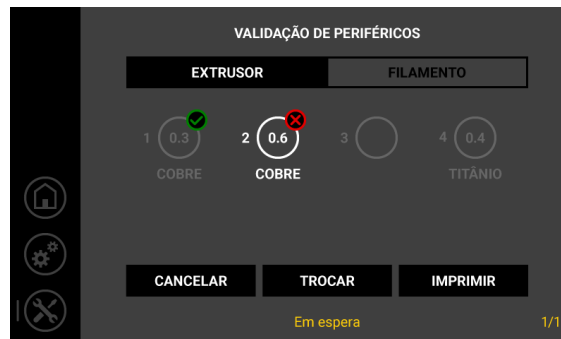 VALIDAÇÃO DE PERIFÉRICOS
EXTRUSOR FILAMENTO
1 0.3 2 0.6 3 4 0.4
COBRE COBRE TITÂNIO
CANCELAR TROCAR IMPRIMIR
Em espera 1/1